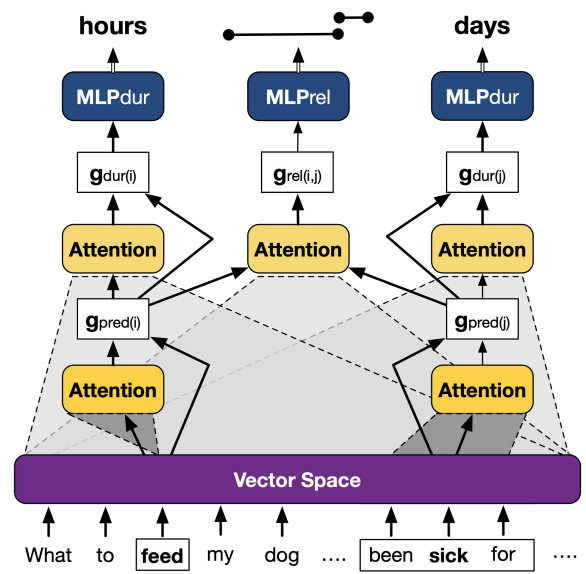 hours days
MLPdur MLPrel MLPdur
gdur(i) grel(i,j) gdur(j)
Attention Attention Attention
gpred(i) gpred(j)
Attention Attention
Vector Space
What to feed my dog .... been sick for ....